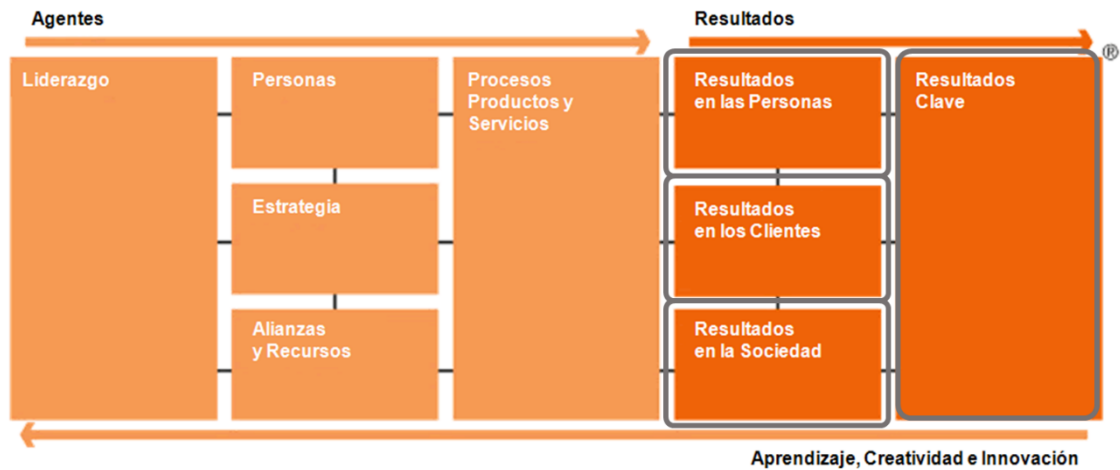 Agentes
Resultados
®
Liderazgo
Personas
Procesos
Productos y
Servicios
Resultados
en las Personas
Resultados
Clave
Estrategia
Resultados
en los Clientes
Alianzas
y Recursos
Resultados
en la Sociedad
Aprendizaje, Creatividad e Innovación